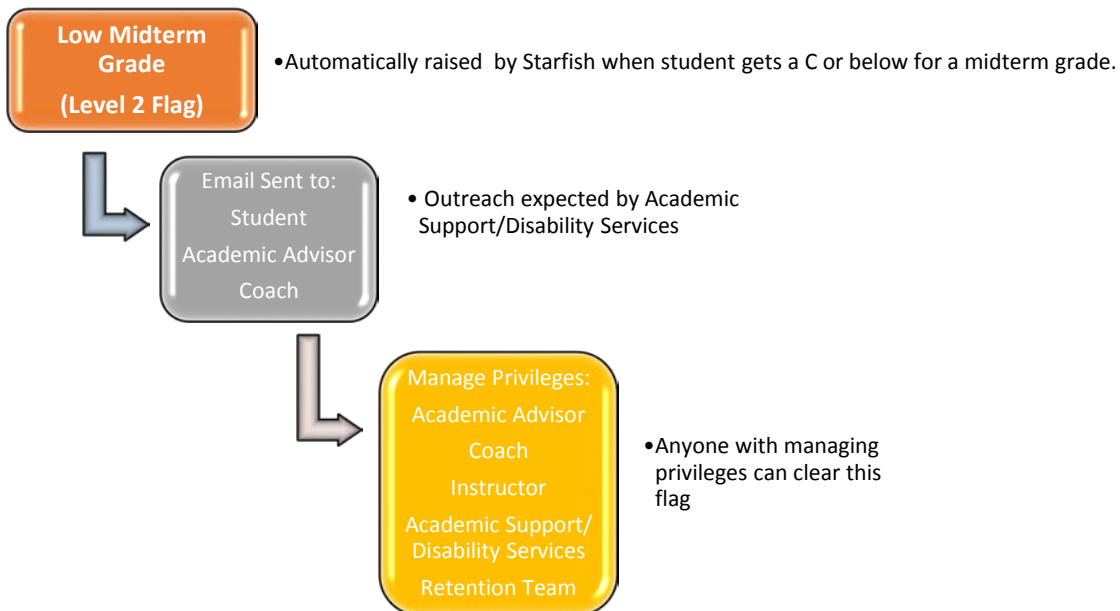 Low Midterm
Grade
(Level 2 Flag)
•Automatically raised  by Starfish when student gets a C or below for a midterm grade.
Email Sent to:
Student
Academic Advisor
Coach
• Outreach expected by Academic
Support/Disability Services
Manage Privileges:
Academic Advisor
Coach
Instructor
Academic Support/
Disability Services
Retention Team
•Anyone with managing
privileges can clear this
flag